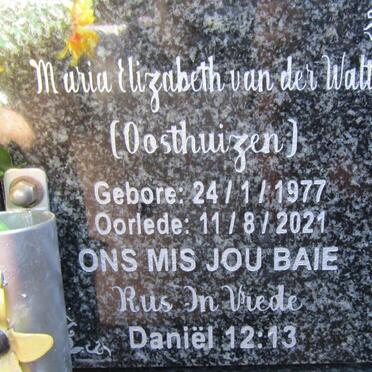 Maria Elizabeth van der Walt
(Oosthuizen)
Gebore: 24/1/1977
Oorlede: 11/8/2021
ONS MIS JOU BAIE
Rus In Vrede
Daniël 12:13